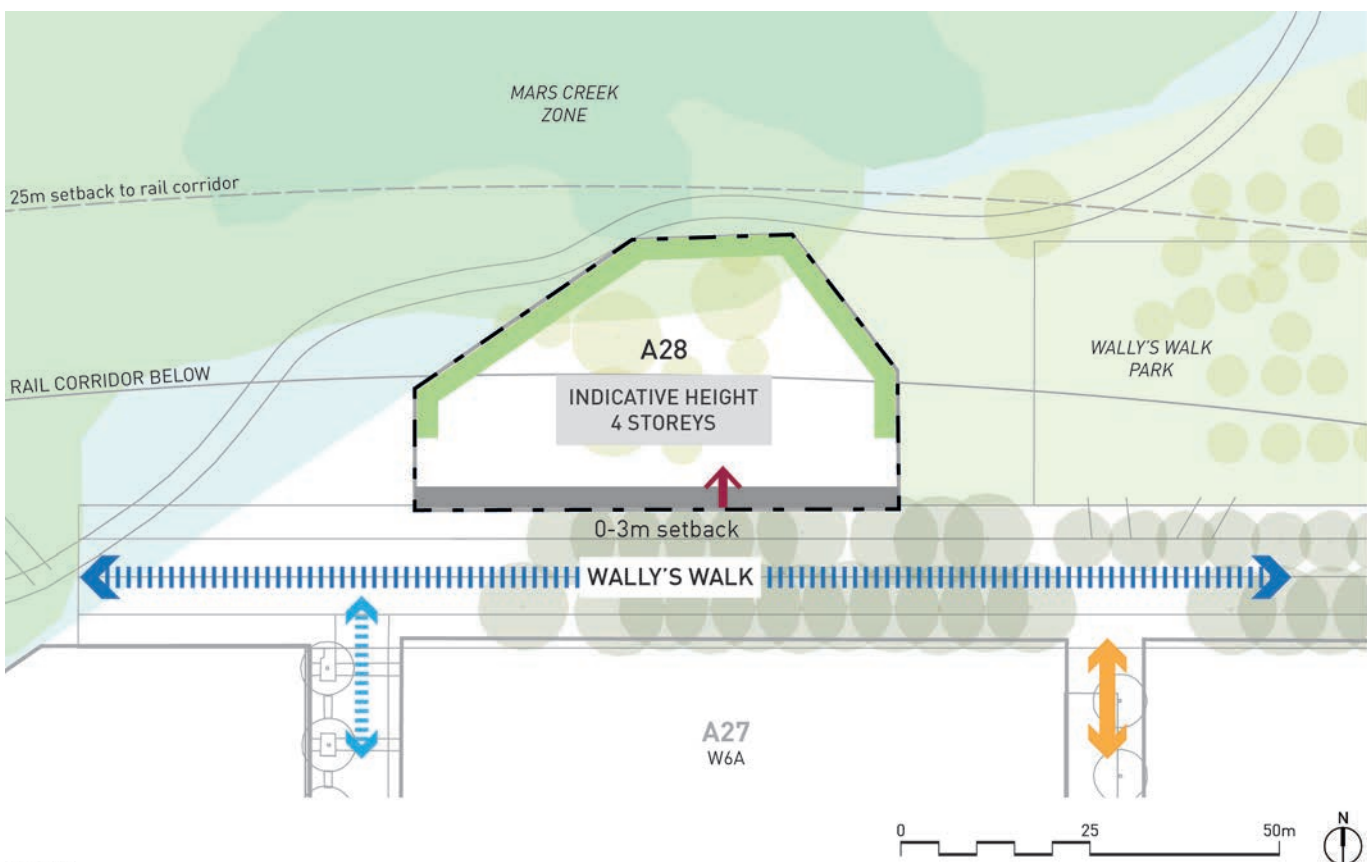 MARS CREEK
ZONE
25m setback to rail corridor
A28
WALLY'S WALK
PARK
RAIL CORRIDOR BELOW
INDICATIVE HEIGHT
4 STOREYS
0-3m setback
WALLY'S WALK
A27
W6A
0 25 50m
N